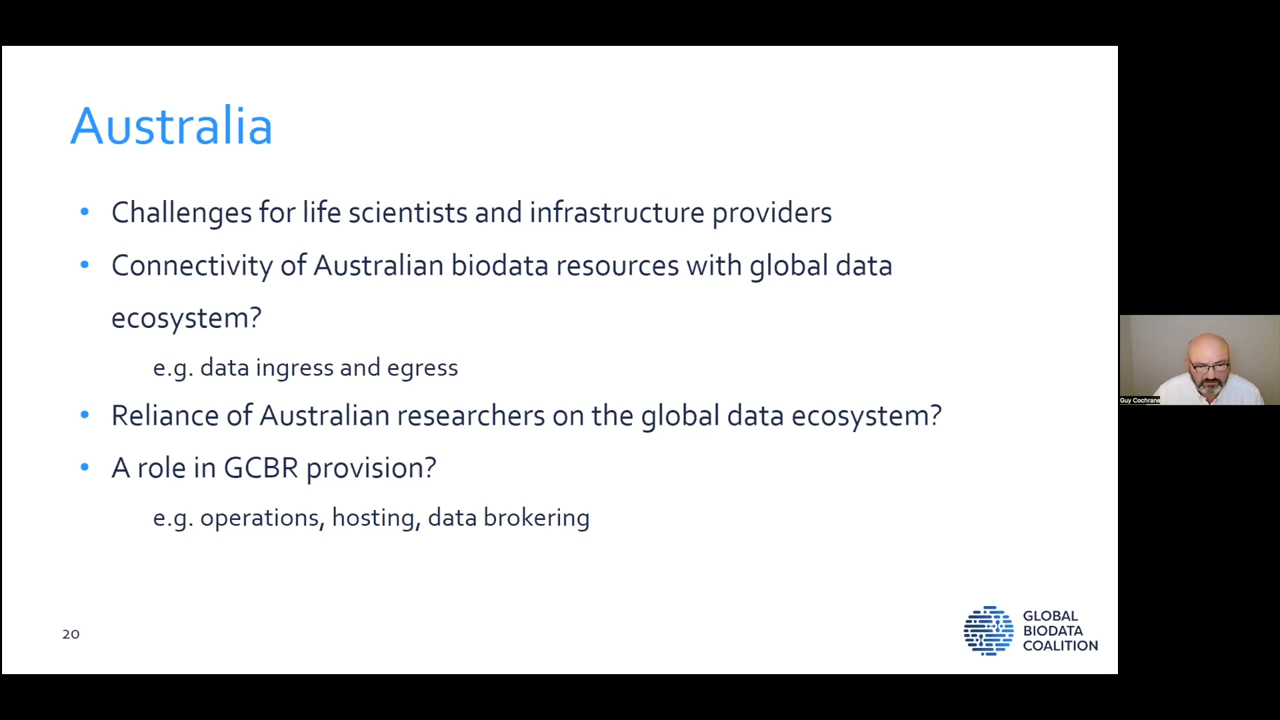 Australia
• Challenges for life scientists and infrastructure providers
• Connectivity of Australian biodata resources with global data
ecosystem?
e.g. data ingress and egress
• Reliance of Australian researchers on the global data ecosystem?
• A role in GCBR provision?
e.g. operations, hosting, data brokering
20
GLOBAL
BIODATA
COALITION
Guy Cochrane